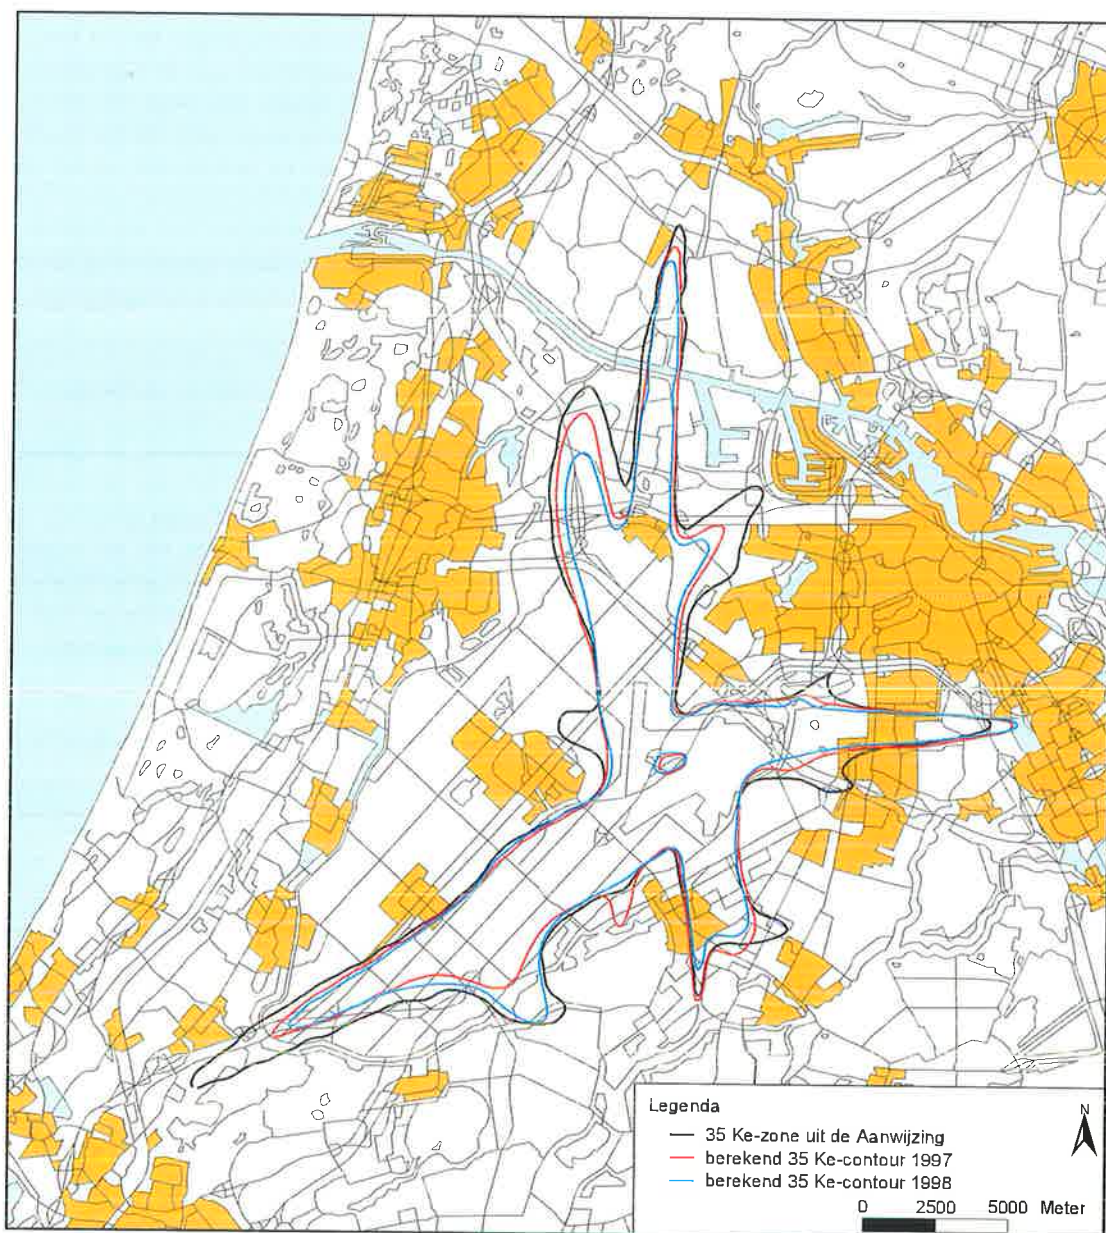 Legenda
N
35 Ke-zone uit de Aanwijzing
berekend 35 Ke-contour 1997
berekend 35 Ke-contour 1998
0 2500 5000 Meter